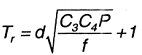 T_r = d√(C_3C_4P / f) + 1